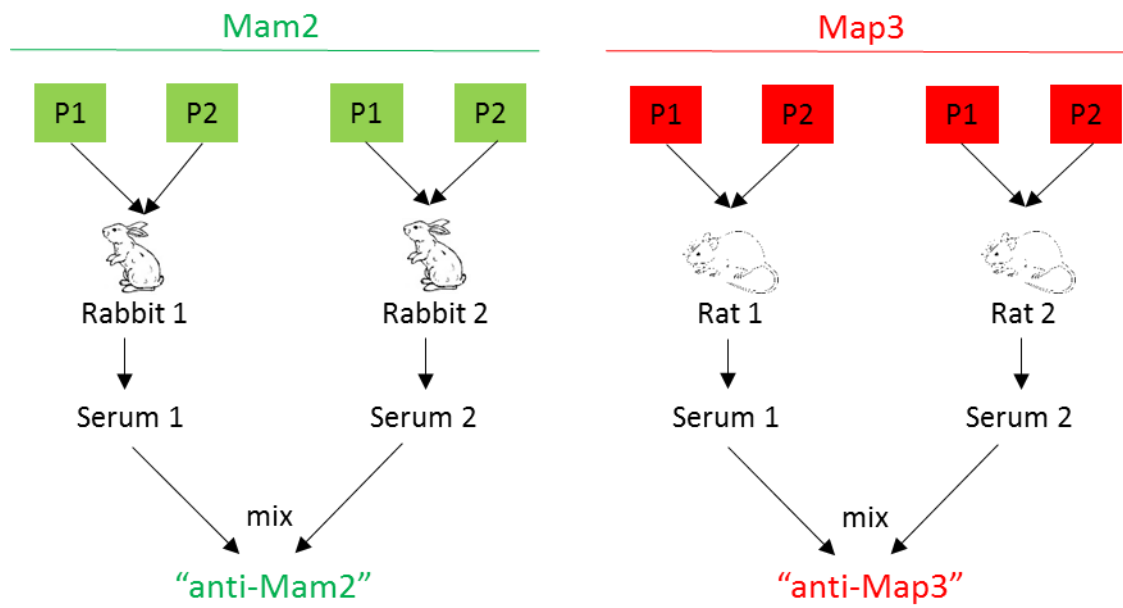 Mam2
Map3
P1 P2 P1 P2
P1 P2 P1 P2
Rabbit 1
Rabbit 2
Rat 1
Rat 2
Serum 1
Serum 2
Serum 1
Serum 2
mix
mix
“anti-Mam2”
“anti-Map3”